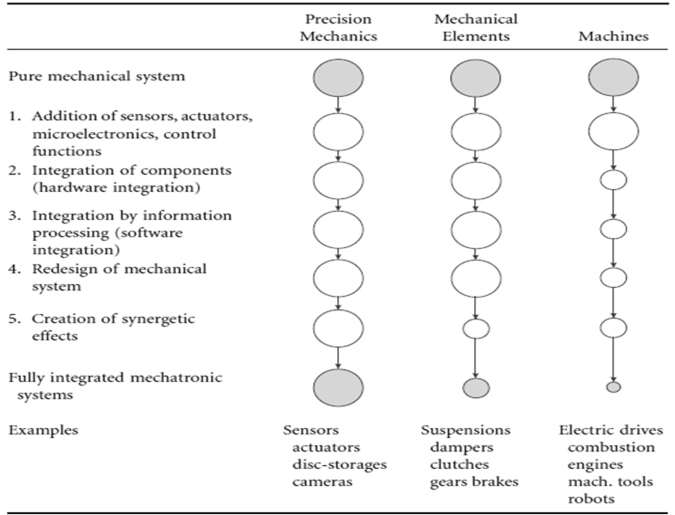 Precision Mechanics
Mechanical Elements
Machines
Pure mechanical system
1. Addition of sensors, actuators,
microelectronics, control
functions
2. Integration of components
(hardware integration)
3. Integration by information
processing (software
integration)
4. Redesign of mechanical
system
5. Creation of synergetic
effects
Fully integrated mechatronic
systems
Examples
Sensors
actuators
disc-storages
cameras
Suspensions
dampers
clutches
gears brakes
Electric drives
combustion
engines
mach. tools
robots